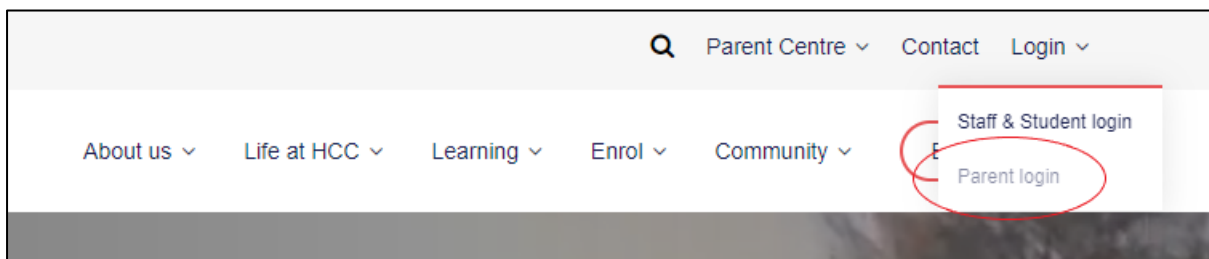 Parent Centre Contact Login
Staff & Student login
About us Life at HCC Learning Enrol Community
Parent login